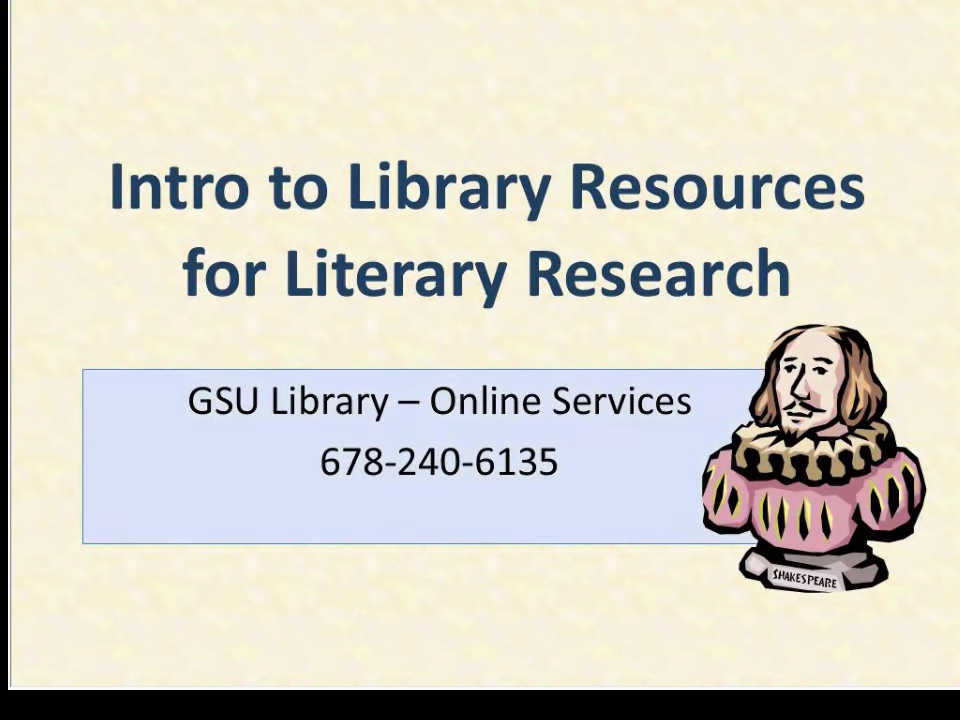 Intro to Library Resources
for Literary Research
GSU Library – Online Services
678-240-6135
SHAKESPEARE